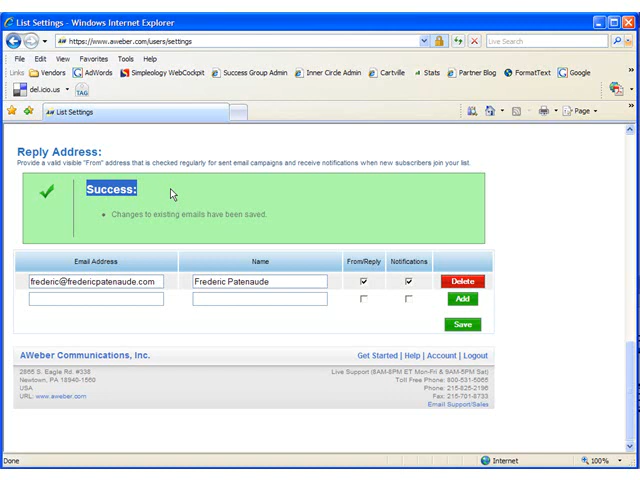 List Settings - Windows Internet Explorer
https://www.aweber.com/users/settings
Live Search
File Edit View Favorites Tools Help
Links Vendors AdWords Simpleology WebCockpit Success Group Admin Inner Circle Admin Cartville Stats Partner Blog FormatText Google
del.icio.us TAG
List Settings
Page
Reply Address:
Provide a valid visible "From" address that is checked regularly for sent email campaigns and receive notifications when new subscribers join your list.
Success:
• Changes to existing emails have been saved.
Email Address Name From/Reply Notifications
frederic@fredericpatenaude.com Frederic Patenaude Delete
Add
Save
AWeber Communications, Inc. Get Started | Help | Account | Logout
2865 S. Eagle Rd. #338 Live Support (8AM-8PM ET Mon-Fri & 9AM-5PM Sat)
Newtown, PA 18940-1560 Toll Free Phone: 800-531-5065
USA Phone: 215-825-2196
URL: www.aweber.com Fax: 215-701-8733
Email Support/Sales
Done Internet 100%